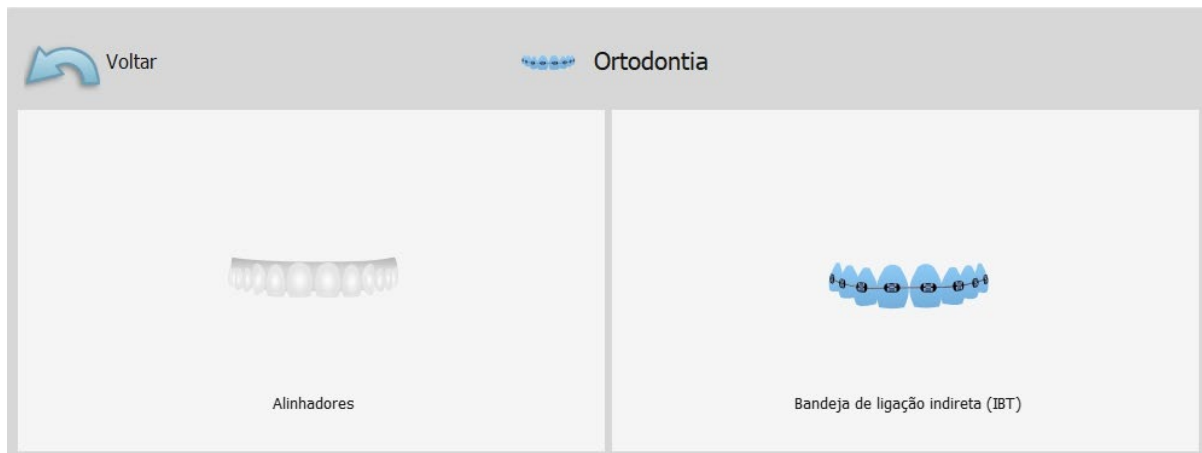 Voltar
Ortodontia
Alinhadores
Bandeja de ligação indireta (IBT)